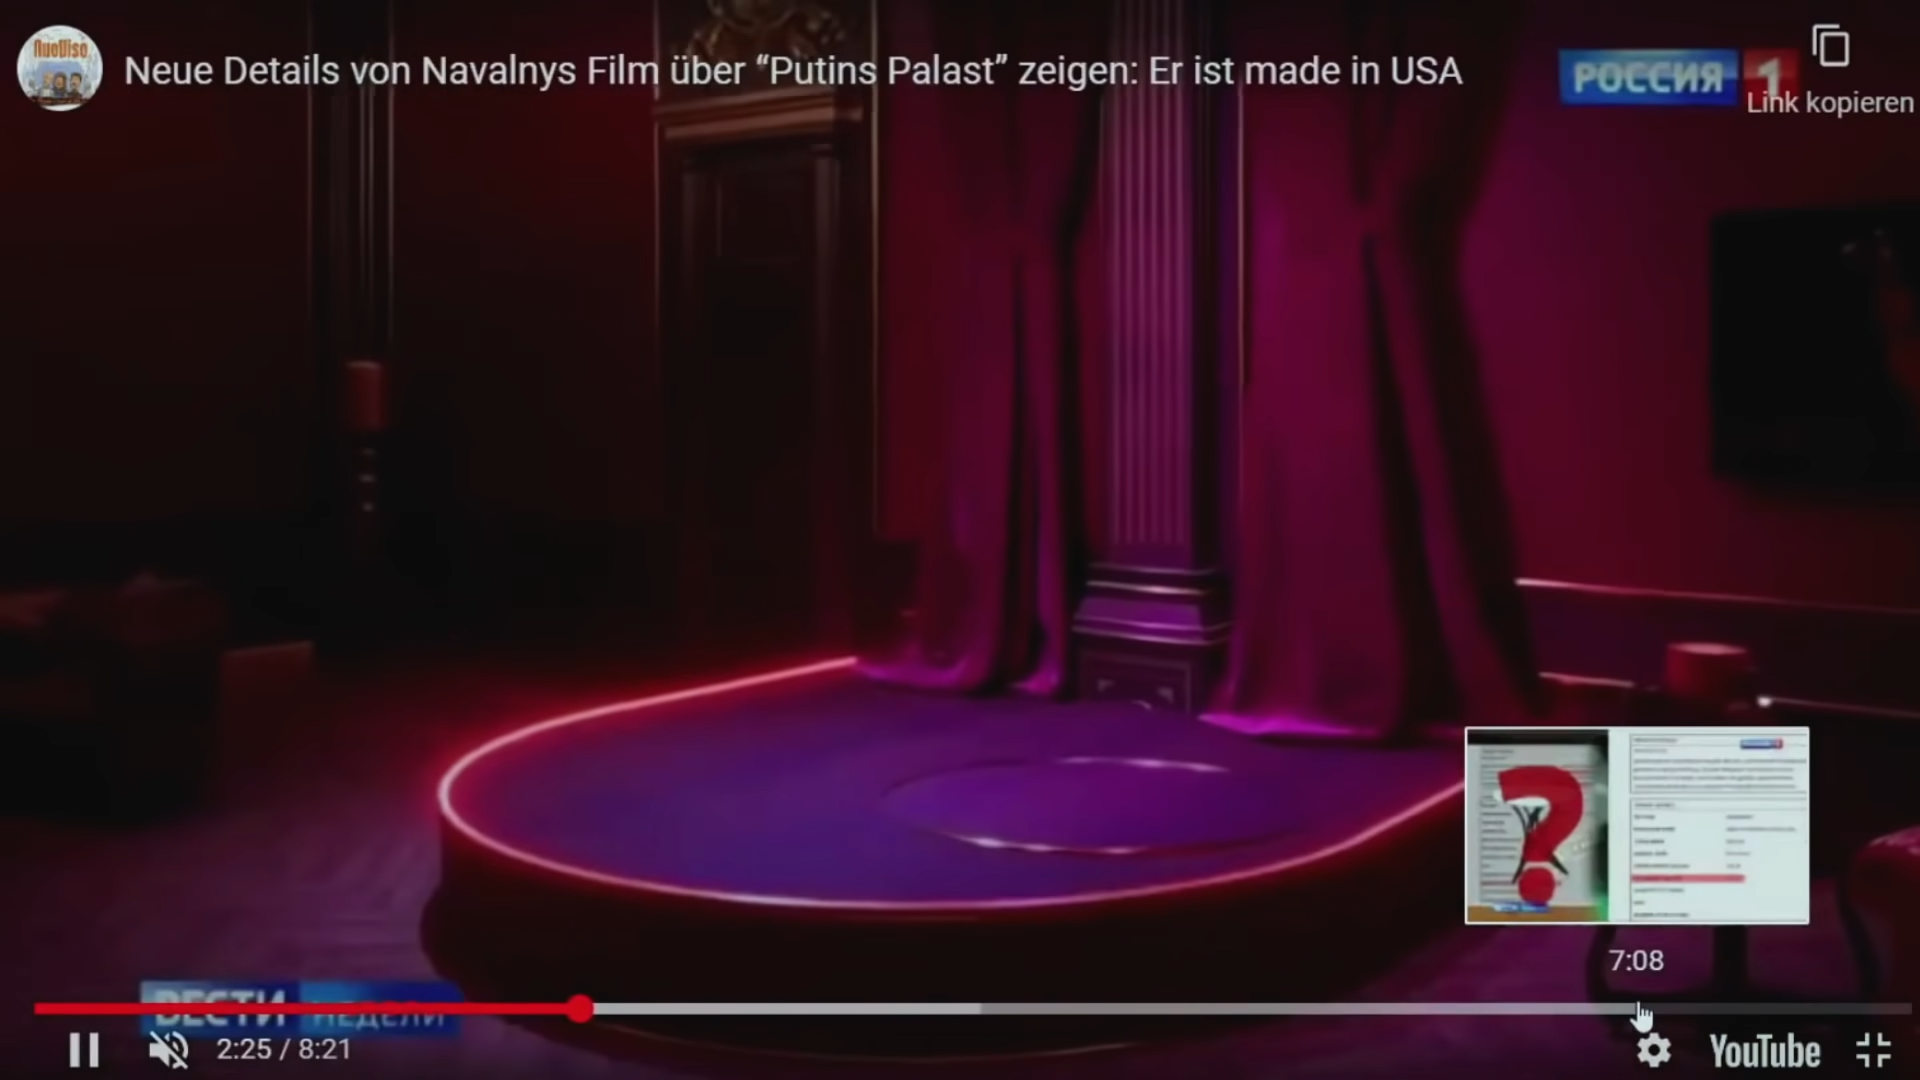 NuoViso
Neue Details von Navalnys Film über “Putins Palast” zeigen: Er ist made in USA
РОССИЯ 1
Link kopieren
7:08
ВЕСТИ НЕДЕЛИ
2:25 / 8:21
YouTube